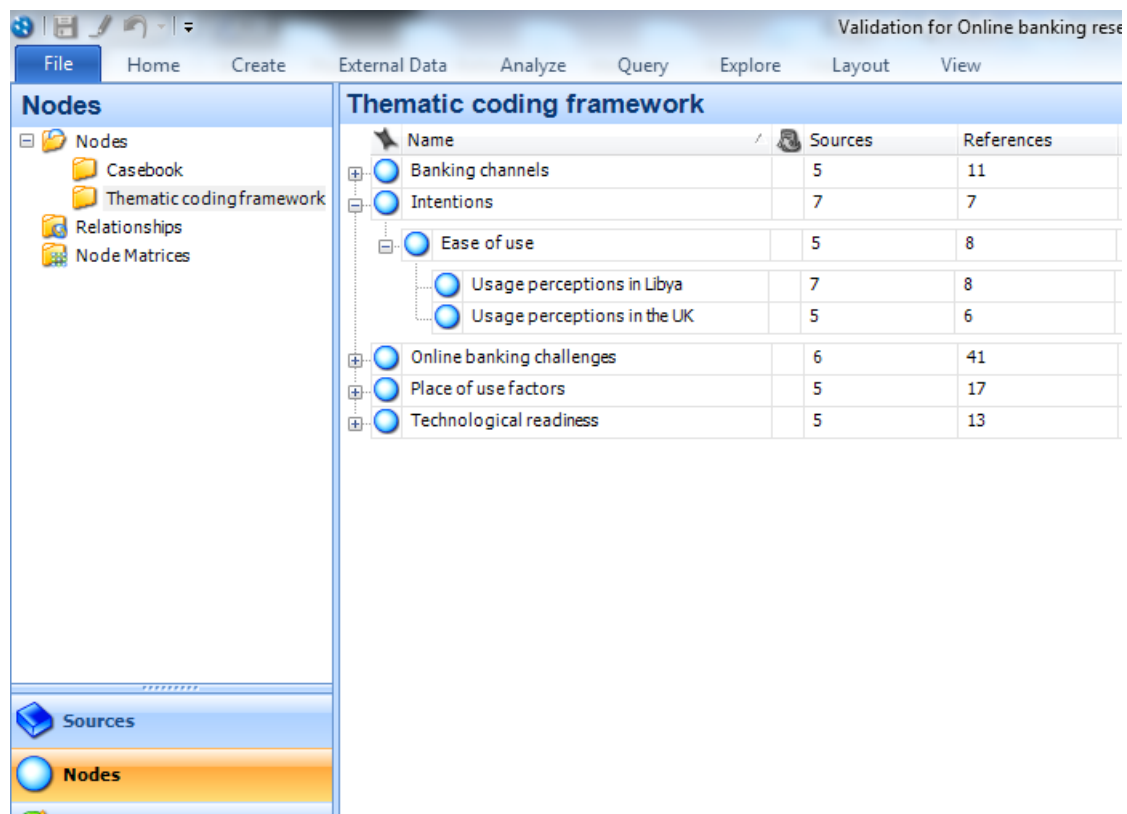 Validation for Online banking rese
File Home Create External Data Analyze Query Explore Layout View
Nodes
Nodes
Casebook
Thematic coding framework
Relationships
Node Matrices
Sources
Nodes
Thematic coding framework
Name Sources References
Banking channels 5 11
Intentions 7 7
Ease of use 5 8
Usage perceptions in Libya 7 8
Usage perceptions in the UK 5 6
Online banking challenges 6 41
Place of use factors 5 17
Technological readiness 5 13